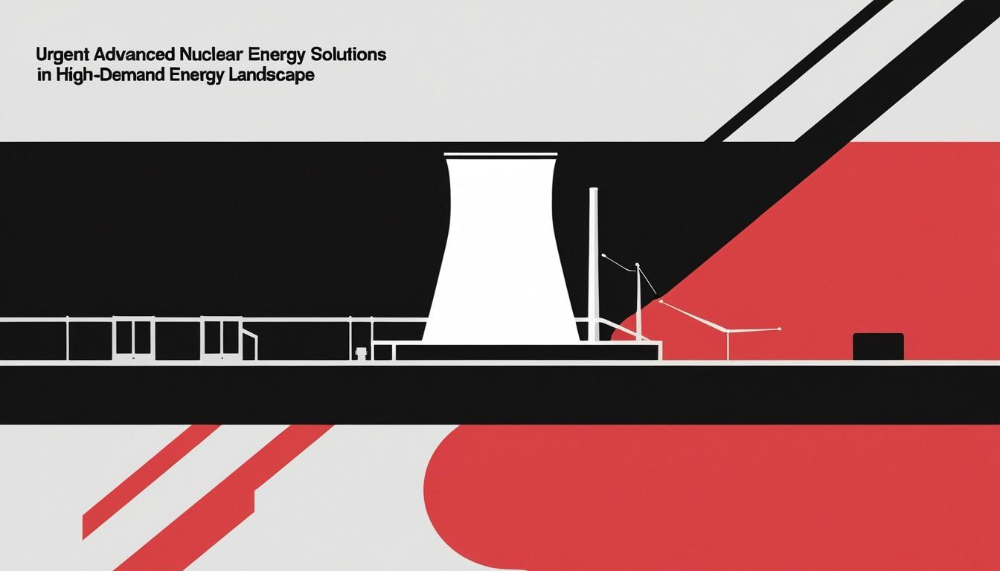 Urgent Advanced Nuclear Energy Solutions
in High-Demand Energy Landscape